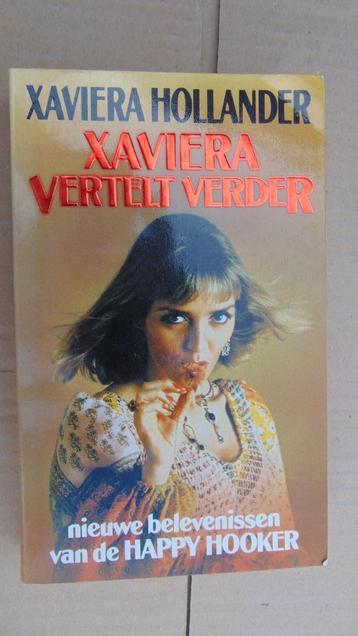 XAVIERA HOLLANDER
XAVIERA
VERTELT VERDER
nieuwe belevenissen
van de HAPPY HOOKER